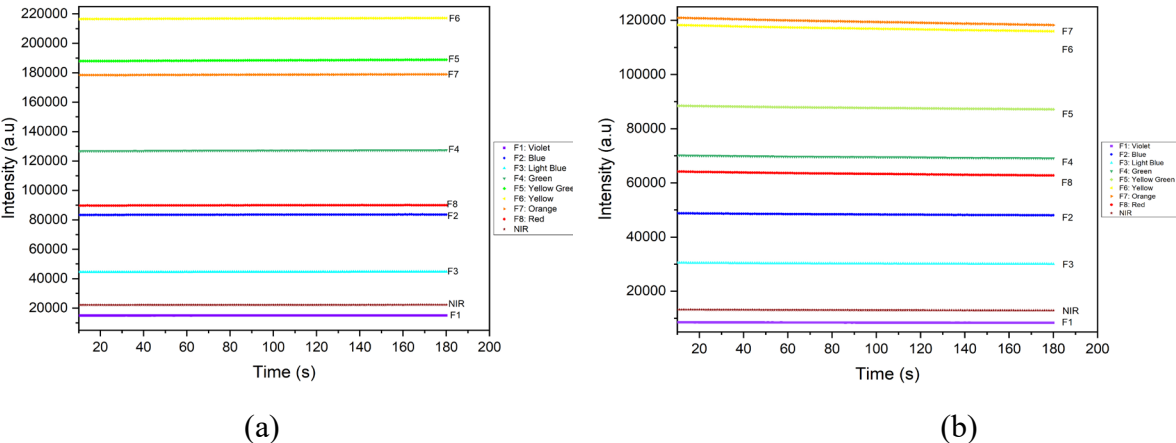 220000
200000
180000
160000
140000
120000
100000
80000
60000
40000
20000
Intensity (a.u)
20 40 60 80 100 120 140 160 180 200
Time (s)
F6
F5
F7
F4
F8
F2
F3
NIR
F1
F1: Violet
F2: Blue
F3: Light Blue
F4: Green
F5: Yellow Gree
F6: Yellow
F7: Orange
F8: Red
NIR
(a)
120000
100000
80000
60000
40000
20000
Intensity (a.u)
20 40 60 80 100 120 140 160 180 200
Time (s)
F7
F6
F5
F4
F8
F2
F3
NIR
F1
F1: Violet
F2: Blue
F3: Light Blue
F4: Green
F5: Yellow Green
F6: Yellow
F7: Orange
F8: Red
NIR
(b)